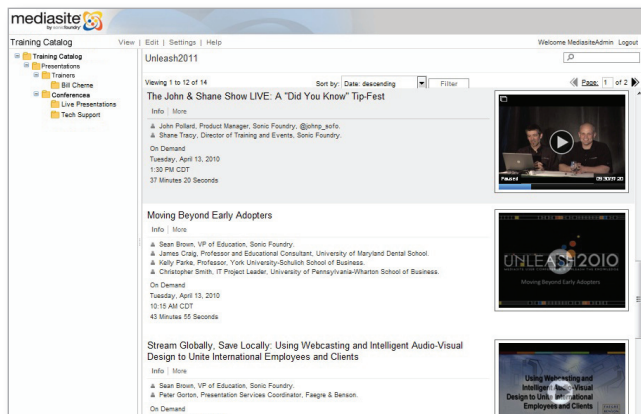 mediasite
by sonicfoundry
Training Catalog View | Edit | Settings | Help Welcome MediasiteAdmin Logout
Training Catalog
Presentations
Trainers
Bill Cherne
Conferences
Live Presentations
Tech Support
Unleash2011
Viewing 1 to 12 of 14 Sort by: Date: descending Filter Page: 1 of 2
The John & Shane Show LIVE: A "Did You Know" Tip-Fest
Info | More
John Pollard, Product Manager, Sonic Foundry, @johnp_sofo.
Shane Tracy, Director of Training and Events, Sonic Foundry.
On Demand
Tuesday, April 13, 2010
1:30 PM CDT
37 Minutes 20 Seconds
Paused
Moving Beyond Early Adopters
Info | More
Sean Brown, VP of Education, Sonic Foundry.
James Craig, Professor and Educational Consultant, University of Maryland Dental School.
Kelly Parke, Professor, York University-Schulich School of Business.
Christopher Smith, IT Project Leader, University of Pennsylvania-Wharton School of Business.
On Demand
Tuesday, April 13, 2010
10:15 AM CDT
43 Minutes 55 Seconds
UNLEASH2010
Moving Beyond Early Adopters
Stream Globally, Save Locally: Using Webcasting and Intelligent Audio-Visual
Design to Unite International Employees and Clients
Info | More
Sean Brown, VP of Education, Sonic Foundry.
Peter Gorton, Presentation Services Coordinator, Faegre & Benson.
On Demand
Using Webcasting and
Intelligent Audio-Visual
Design to Unite International
Employees and Clients